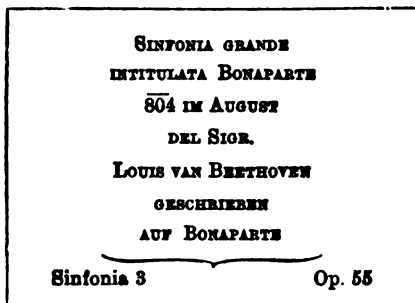 SINFONIA GRANDE
INTITULATA BONAPARTE
804 IM AUGUST
DEL SIGR.
LOUIS VAN BEETHOVEN
GESCHRIEBEN
AUF BONAPARTE
Sinfonia 3 Op. 55